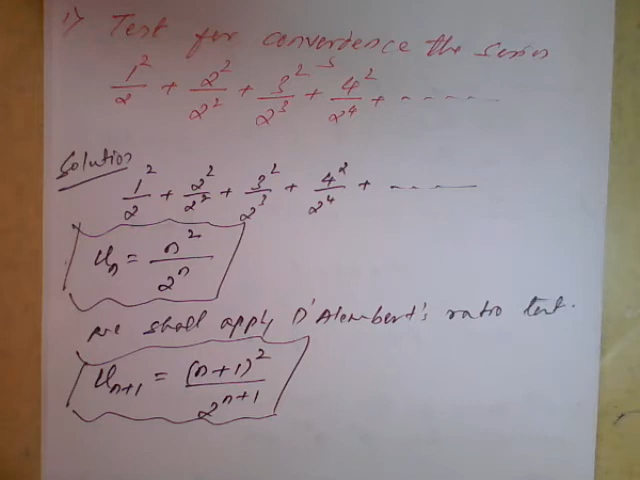 1) Test for convergence the series
1²/2 + 2²/2² + 3²/2³ + 4²/2⁴ + -----
Solution
1²/2 + 2²/2² + 3²/2³ + 4²/2⁴ + -----
Uₙ = n²/2ⁿ
we shall apply D'Alembert's ratio test.
Uₙ₊₁ = (n+1)²/2ⁿ⁺¹